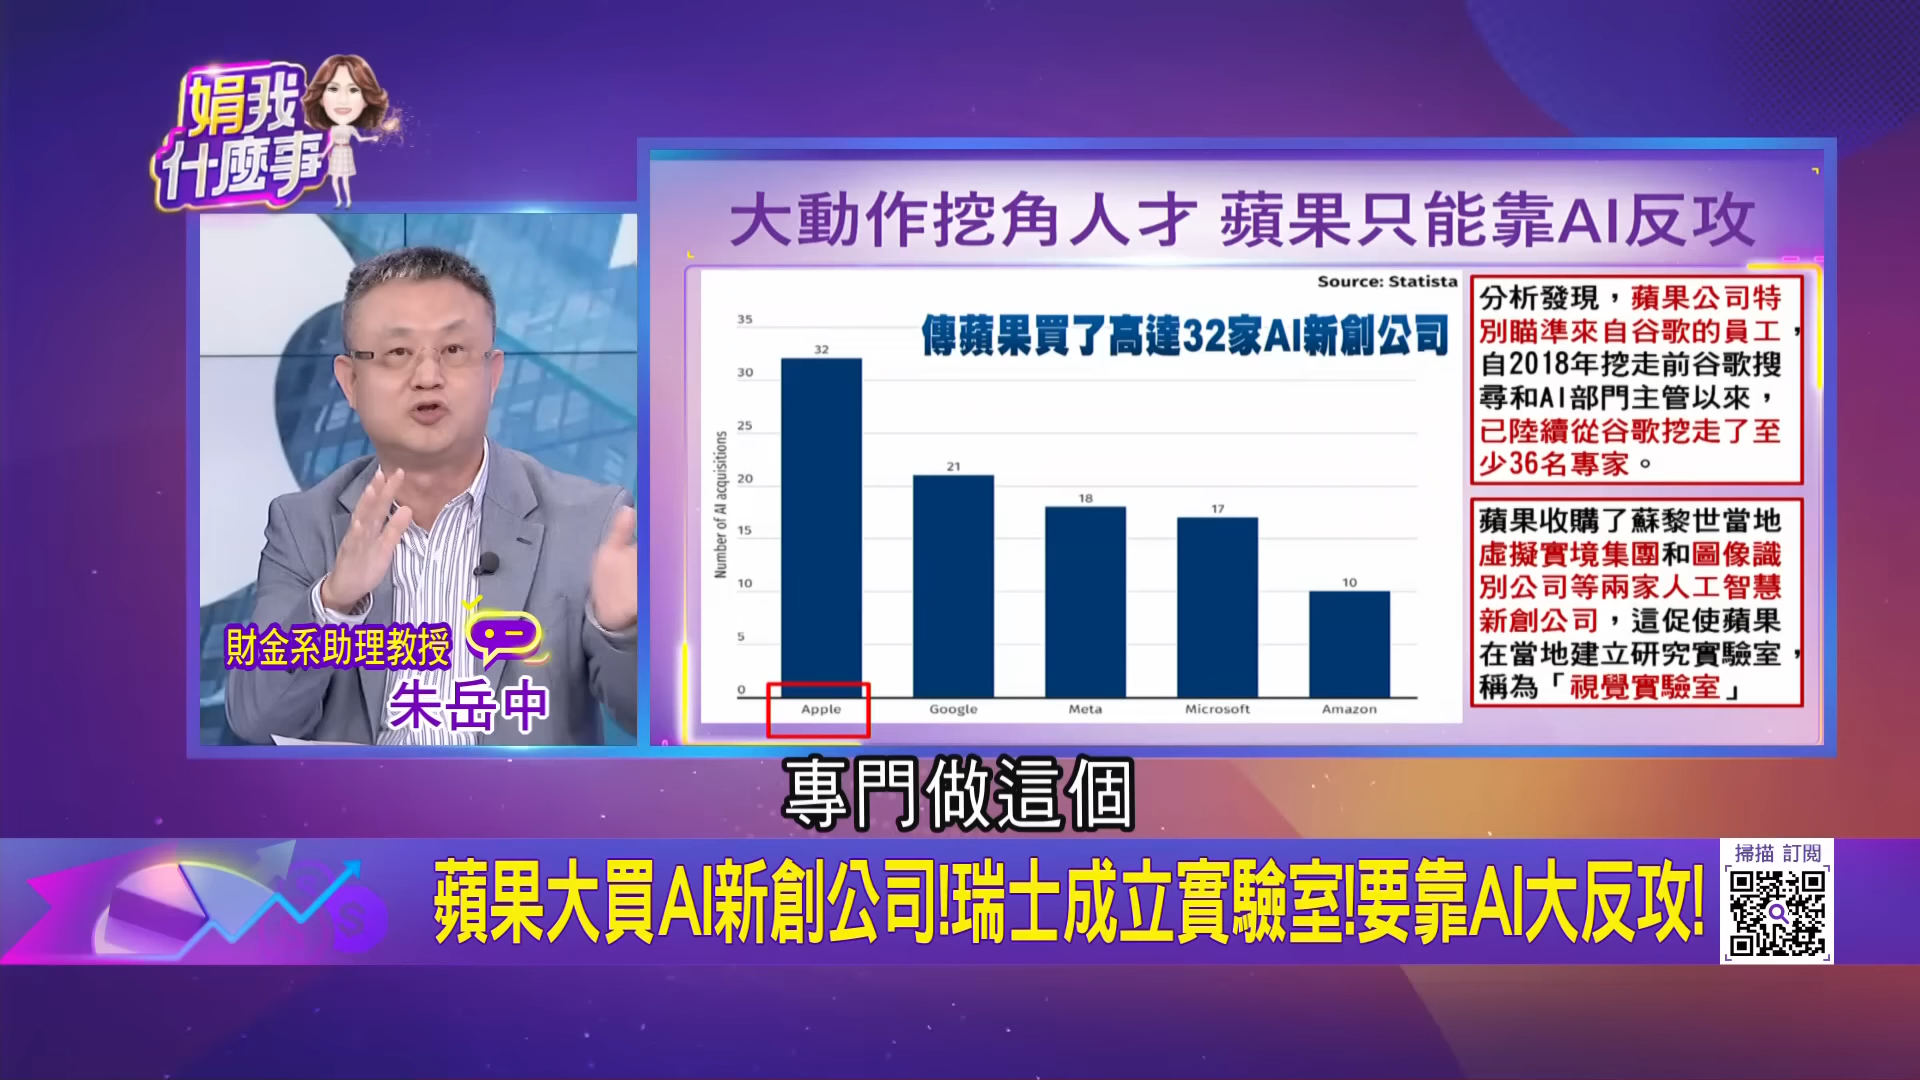 娟我
什麼事
大動作挖角人才 蘋果只能靠AI反攻
Source: Statista
傳蘋果買了高達32家AI新創公司
Number of AI acquisitions
35
30
25
20
15
10
5
0
32
21
18
17
10
Apple
Google
Meta
Microsoft
Amazon
分析發現，蘋果公司特
別瞄準來自谷歌的員工，
自2018年挖走前谷歌搜
尋和AI部門主管以來，
已陸續從谷歌挖走了至
少36名專家。
蘋果收購了蘇黎世當地
虛擬實境集團和圖像識
別公司等兩家人工智慧
新創公司，這促使蘋果
在當地建立研究實驗室，
稱為「視覺實驗室」
財金系助理教授
朱岳中
專門做這個
蘋果大買AI新創公司!瑞士成立實驗室!要靠AI大反攻!
掃描 訂閱